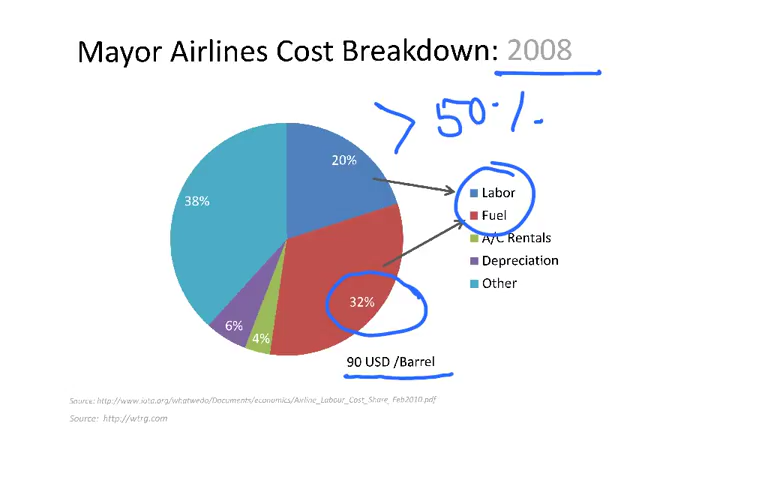 Mayor Airlines Cost Breakdown: 2008
> 50%
20%
38%
Labor
Fuel
A/C Rentals
Depreciation
Other
32%
6%
4%
90 USD /Barrel
Source: http://www.iata.org/whatwedo/Documents/economics/Airline_Labour_Cost_Share_Feb2010.pdf
Source: http://wtrg.com